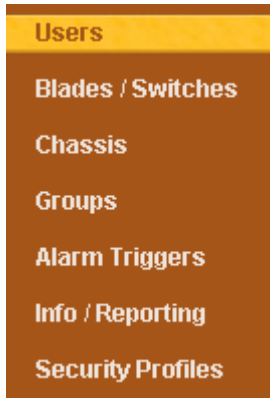 Users
Blades / Switches
Chassis
Groups
Alarm Triggers
Info / Reporting
Security Profiles